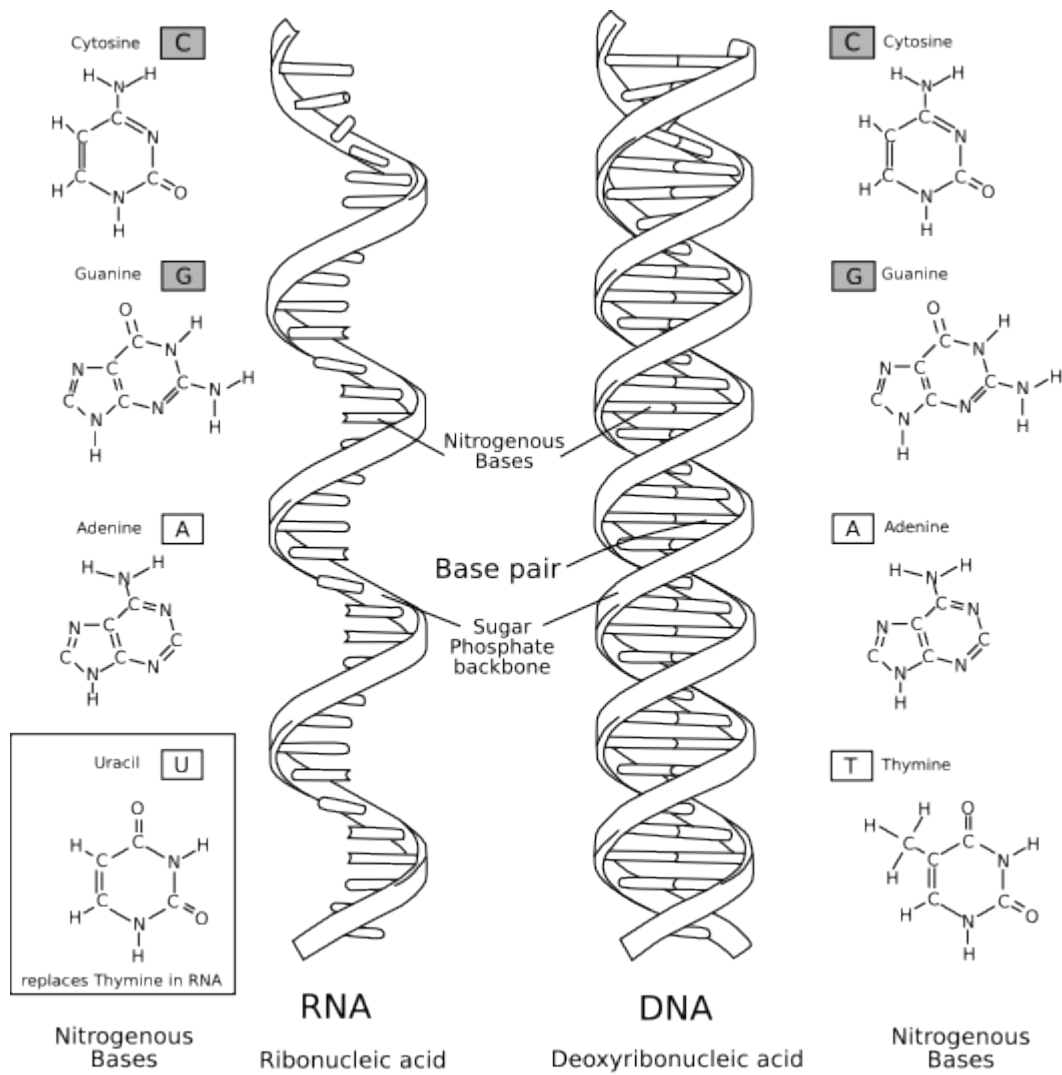 Cytosine C
Guanine G
Adenine A
Uracil U
replaces Thymine in RNA
Nitrogenous
Bases
H
H
N
C
H
C
N
C
H
C
O
N
H
O
H
C
N
N
C
C
H
C
C
N
N
N
H
H
H
H
N
H
C
N
N
C
C
C
C
N
N
H
O
H
C
H
C
N
C
C
H
N
O
H
Nitrogenous
Bases
Base pair
Sugar
Phosphate
backbone
RNA
Ribonucleic acid
DNA
Deoxyribonucleic acid
C Cytosine
G Guanine
A Adenine
T Thymine
H
H
N
C
H
C
N
C
H
C
O
N
H
O
H
C
N
N
C
C
H
C
C
N
N
N
H
H
H
H
N
H
C
N
N
C
C
C
C
N
N
H
H
O
H
C
C
H
C
N
H
C
C
H
N
O
H
Nitrogenous
Bases